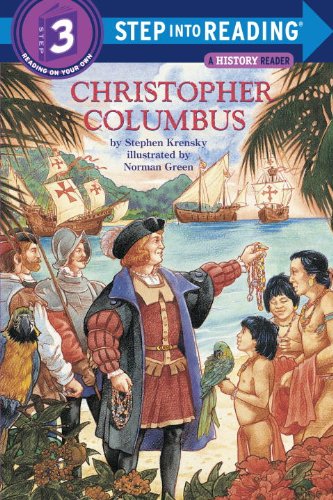 3
STEP
READING ON YOUR OWN
STEP INTO READING®
A HISTORY READER
CHRISTOPHER
COLUMBUS
by Stephen Krensky
illustrated by
Norman Green